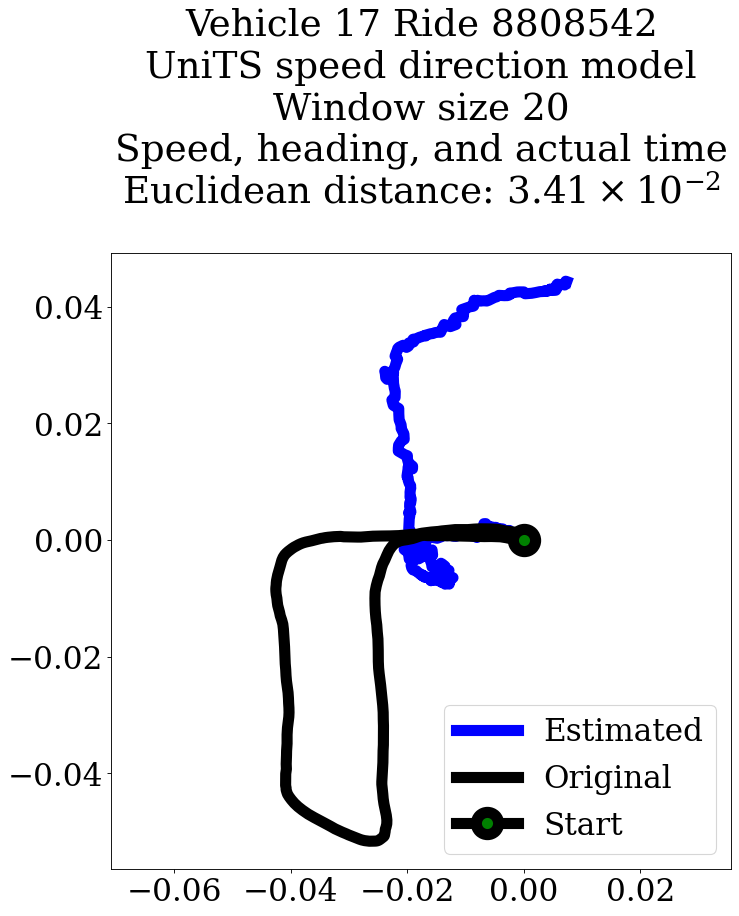 Vehicle 17 Ride 8808542
UniTS speed direction model
Window size 20
Speed, heading, and actual time
Euclidean distance: 3.41 × 10⁻²
0.04
0.02
0.00
−0.02
−0.04
Estimated
Original
Start
−0.06 −0.04 −0.02 0.00 0.02